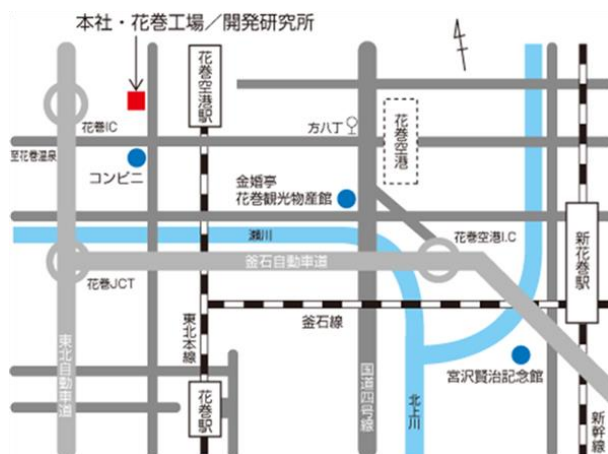 本社・花巻工場／開発研究所
花巻空港駅
花巻IC
方八丁
花巻空港
至花巻温泉
コンビニ
金婚亭
花巻観光物産館
瀬川
花巻空港I.C
新花巻駅
釜石自動車道
花巻JCT
釜石線
東北本線
東北自動車道
国道四号線
宮沢賢治記念館
花巻駅
北上川
新幹線